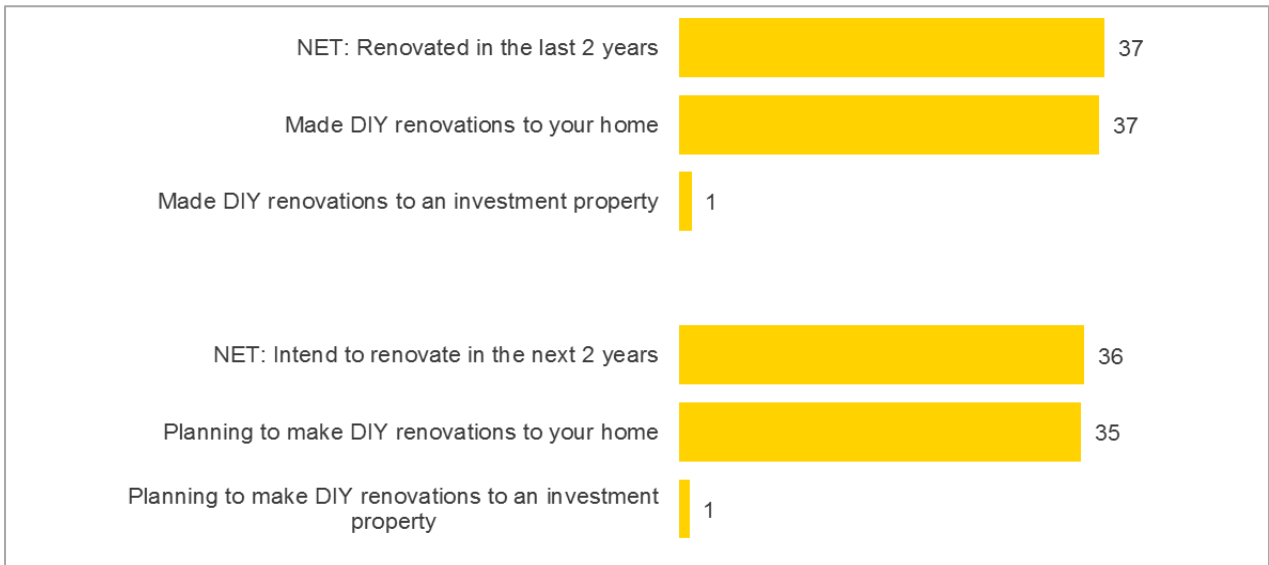 NET: Renovated in the last 2 years 37
Made DIY renovations to your home 37
Made DIY renovations to an investment property 1
NET: Intend to renovate in the next 2 years 36
Planning to make DIY renovations to your home 35
Planning to make DIY renovations to an investment
property 1